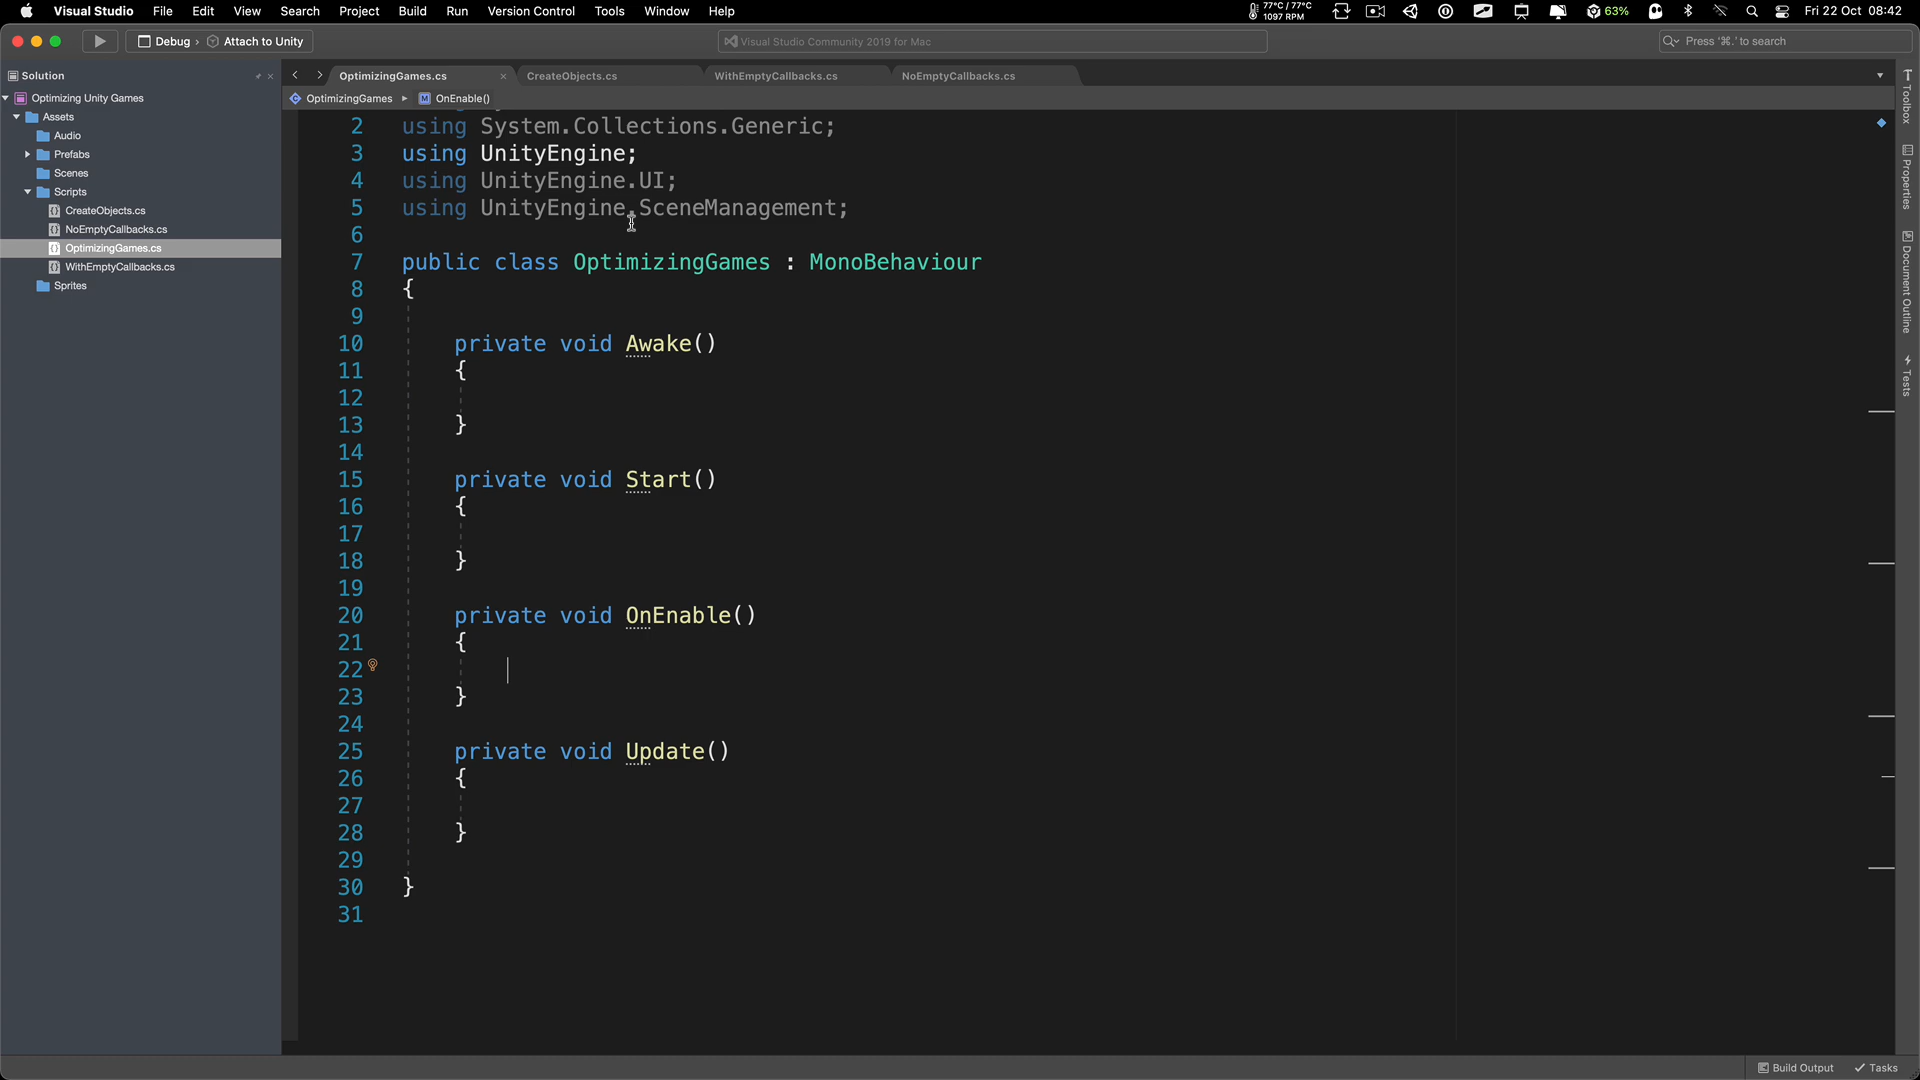 Visual Studio File Edit View Search Project Build Run Version Control Tools Window Help
77°C / 77°C
1097 RPM
63%
Fri 22 Oct 08:42
Debug › Attach to Unity
Visual Studio Community 2019 for Mac
Press '⌘.' to search
Solution
Optimizing Unity Games
Assets
Audio
Prefabs
Scenes
Scripts
CreateObjects.cs
NoEmptyCallbacks.cs
OptimizingGames.cs
WithEmptyCallbacks.cs
Sprites
OptimizingGames.cs CreateObjects.cs WithEmptyCallbacks.cs NoEmptyCallbacks.cs
OptimizingGames M OnEnable()
2 using System.Collections.Generic;
3 using UnityEngine;
4 using UnityEngine.UI;
5 using UnityEngine.SceneManagement;
6
7 public class OptimizingGames : MonoBehaviour
8 {
9
10 private void Awake()
11 {
12
13 }
14
15 private void Start()
16 {
17
18 }
19
20 private void OnEnable()
21 {
22
23 }
24
25 private void Update()
26 {
27
28 }
29
30 }
31
Toolbox
Properties
Document Outline
Tests
Build Output
Tasks